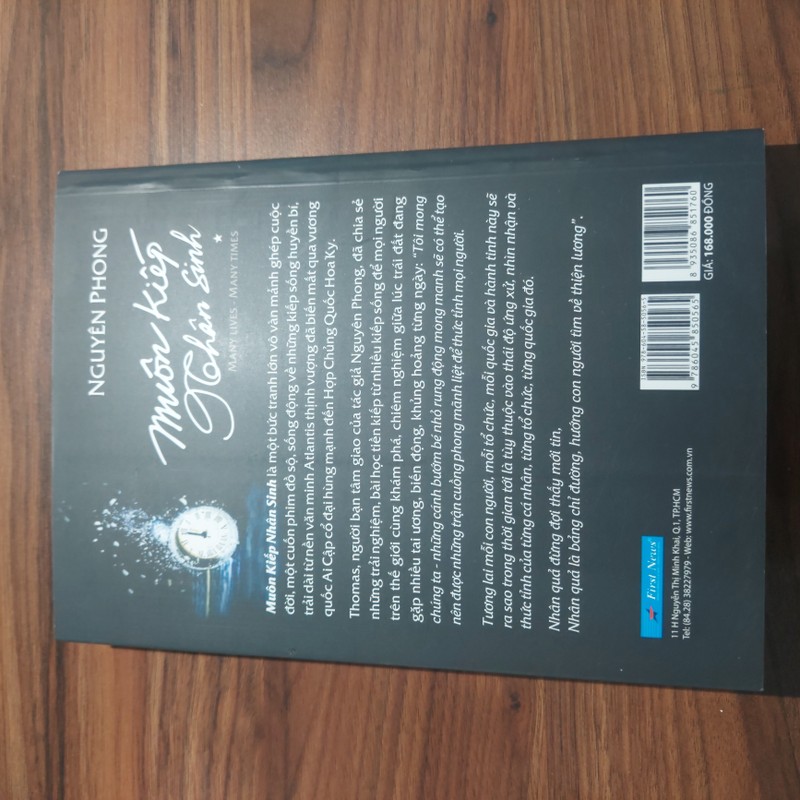 NGUYÊN PHONG
Muôn Kiếp
Nhân Sinh
MANY LIVES - MANY TIMES
Muôn Kiếp Nhân Sinh là một bức tranh lớn vô vàn mảnh ghép cuộc
đời, một cuốn phim đồ sộ, sống động về những kiếp sống huyền bí,
trải dài từ nền văn minh Atlantis thịnh vượng đã biến mất qua vương
quốc Ai Cập cổ đại hùng mạnh đến Hợp Chủng Quốc Hoa Kỳ.
Thomas, người bạn tâm giao của tác giả Nguyên Phong, đã chia sẻ
những trải nghiệm, bài học tiền kiếp từ nhiều kiếp sống để mọi người
trên thế giới cùng khám phá, chiêm nghiệm giữa lúc trái đất đang
gặp nhiều tai ương, biến động, khủng hoảng từng ngày: “Tôi mong
chúng ta - những cánh bướm bé nhỏ rung động mong manh sẽ có thể tạo
nên được những trận cuồng phong mãnh liệt để thức tỉnh mọi người.
Tương lai mỗi con người, mỗi tổ chức, mỗi quốc gia và hành tinh này sẽ
ra sao trong thời gian tới là tùy thuộc vào thái độ ứng xử, nhìn nhận và
thức tỉnh của từng cá nhân, từng tổ chức, từng quốc gia đó.
Nhân quả đừng đợi thấy mới tin.
Nhân quả là bảng chỉ đường, hướng con người tìm về thiện lương”.
First News
11 H Nguyễn Thị Minh Khai, Q.1, TP.HCM
Tel: (84.28) 38227979 - Web: www.firstnews.com.vn
9 786045 850565
8 935086 851760
GIÁ: 168.000 ĐỒNG